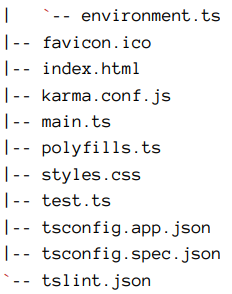 |   `-- environment.ts
|-- favicon.ico
|-- index.html
|-- karma.conf.js
|-- main.ts
|-- polyfills.ts
|-- styles.css
|-- test.ts
|-- tsconfig.app.json
|-- tsconfig.spec.json
`-- tslint.json